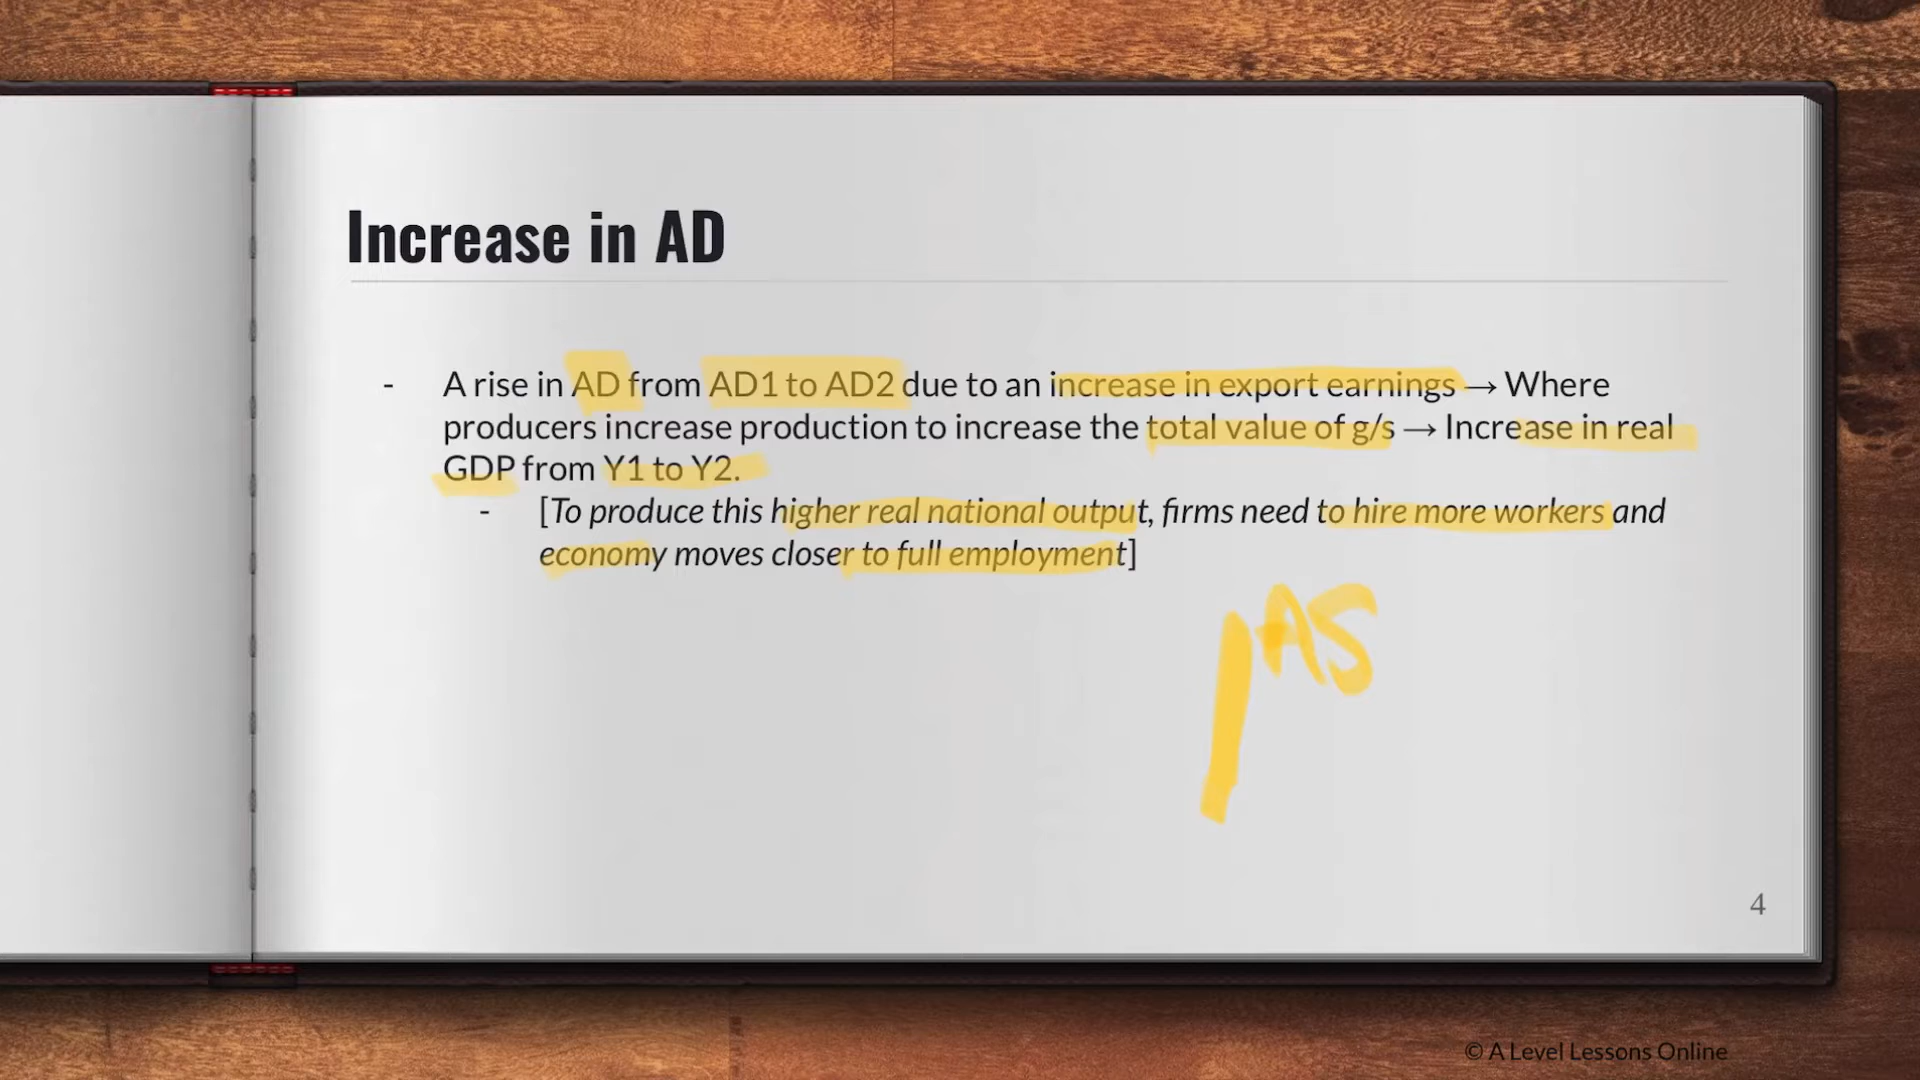 Increase in AD
- A rise in AD from AD1 to AD2 due to an increase in export earnings → Where
producers increase production to increase the total value of g/s → Increase in real
GDP from Y1 to Y2.
- [To produce this higher real national output, firms need to hire more workers and
economy moves closer to full employment]
AS
4
© A Level Lessons Online